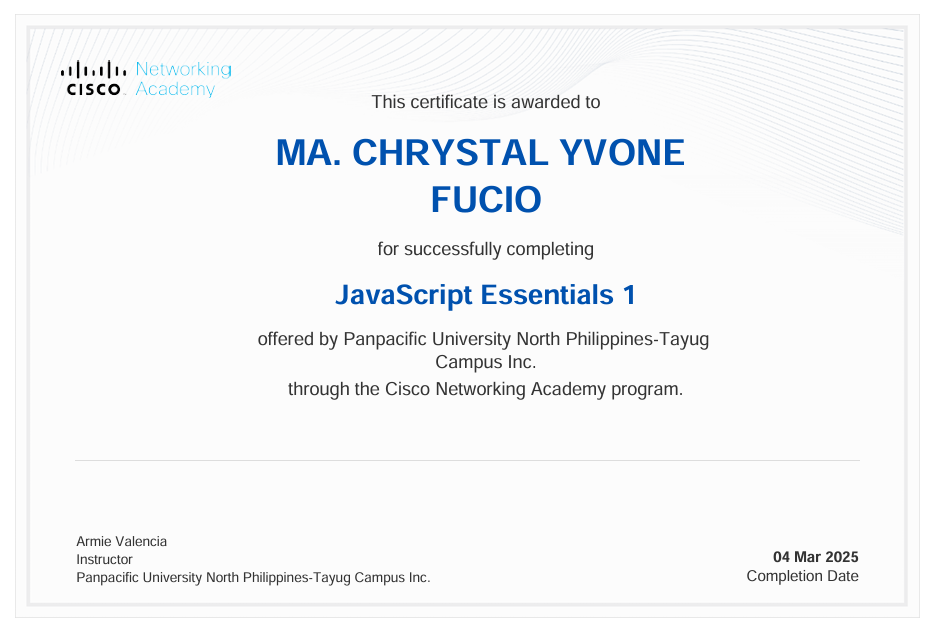 Networking
CISCO Academy
This certificate is awarded to
MA. CHRYSTAL YVONE
FUCIO
for successfully completing
JavaScript Essentials 1
offered by Panpacific University North Philippines-Tayug
Campus Inc.
through the Cisco Networking Academy program.
Armie Valencia
Instructor
Panpacific University North Philippines-Tayug Campus Inc.
04 Mar 2025
Completion Date